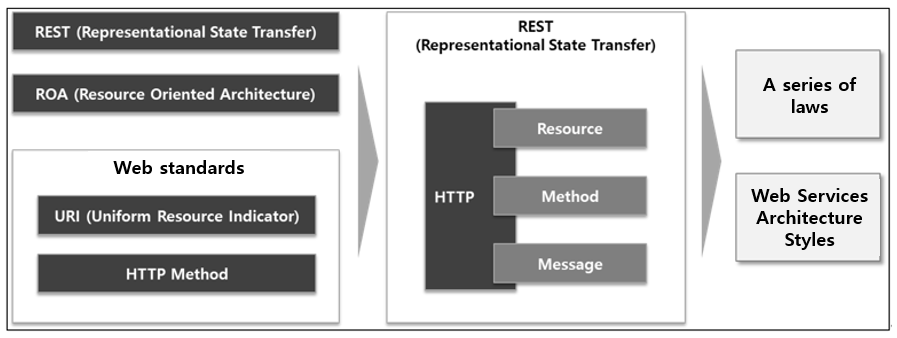 REST (Representational State Transfer)
ROA (Resource Oriented Architecture)
Web standards
URI (Uniform Resource Indicator)
HTTP Method
REST
(Representational State Transfer)
HTTP
Resource
Method
Message
A series of
laws
Web Services
Architecture
Styles